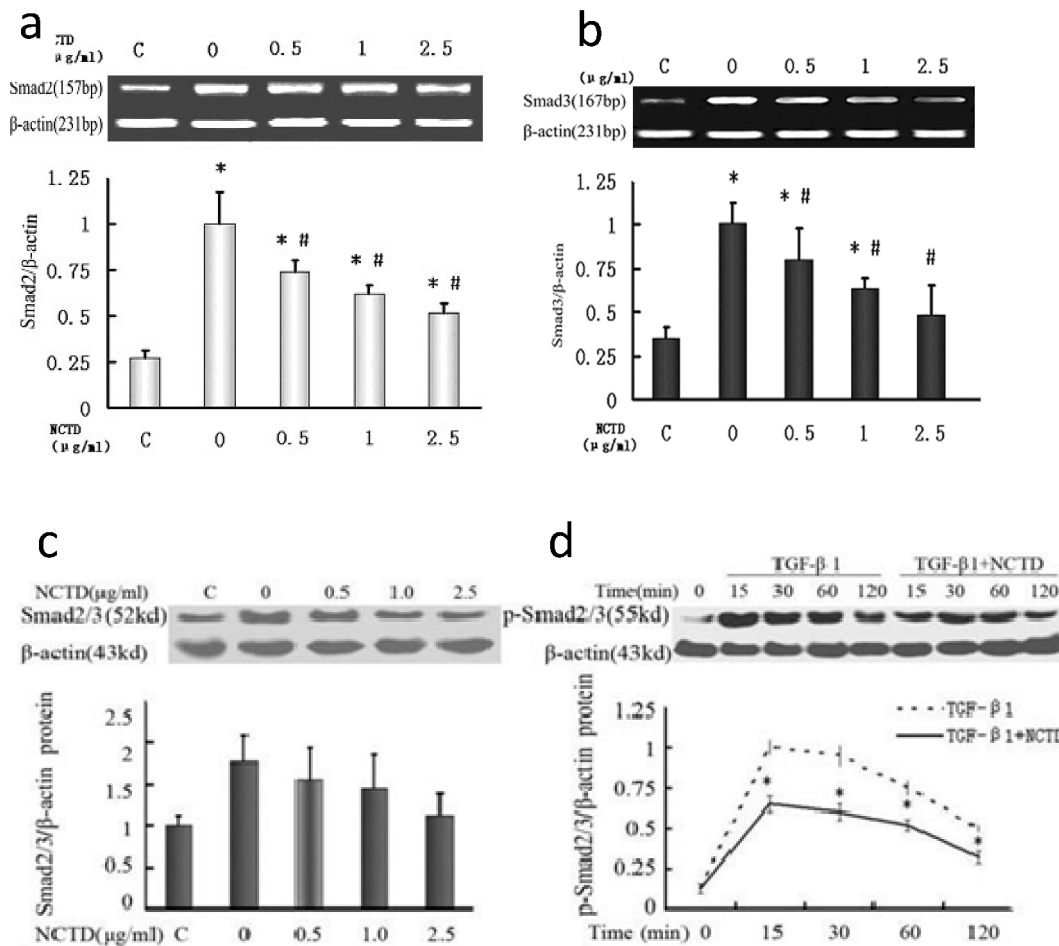 a
CTD
(μg/ml)
C 0 0.5 1 2.5
Smad2(157bp)
β-actin(231bp)
1.25
1
0.75
0.5
0.25
0
Smad2/β-actin
*
* #
* #
* #
NCTD
(μg/ml)
C 0 0.5 1 2.5
b
(μg/ml)
C 0 0.5 1 2.5
Smad3(167bp)
β-actin(231bp)
1.25
1
0.75
0.5
0.25
0
Smad3/β-actin
*
* #
* #
#
NCTD
(μg/ml)
C 0 0.5 1 2.5
c
NCTD(μg/ml) C 0 0.5 1.0 2.5
Smad2/3(52kd)
β-actin(43kd)
2.5
2
1.5
1
0.5
0
Smad2/3/β-actin protein
NCTD(μg/ml) C 0 0.5 1.0 2.5
d
TGF-β1 TGF-β1+NCTD
Time(min) 0 15 30 60 120 15 30 60 120
p-Smad2/3(55kd)
β-actin(43kd)
1.25
1
0.75
0.5
0.25
0
p-Smad2/3/β-actin protein
TGF-β1
TGF-β1+NCTD
*
*
*
*
Time(min) 0 15 30 60 120